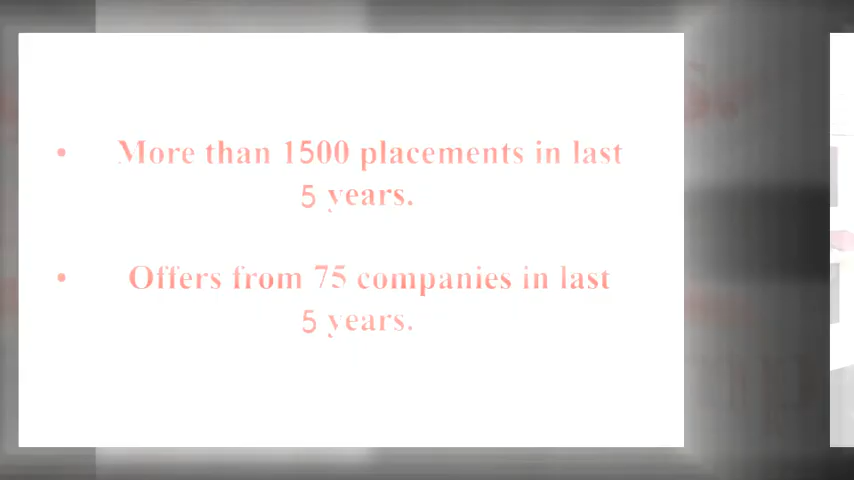 • More than 1500 placements in last
5 years.
• Offers from 75 companies in last
5 years.